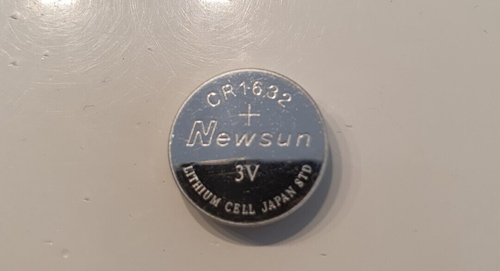 CR1632
+
Newsun
3V
LITHIUM CELL JAPAN STD